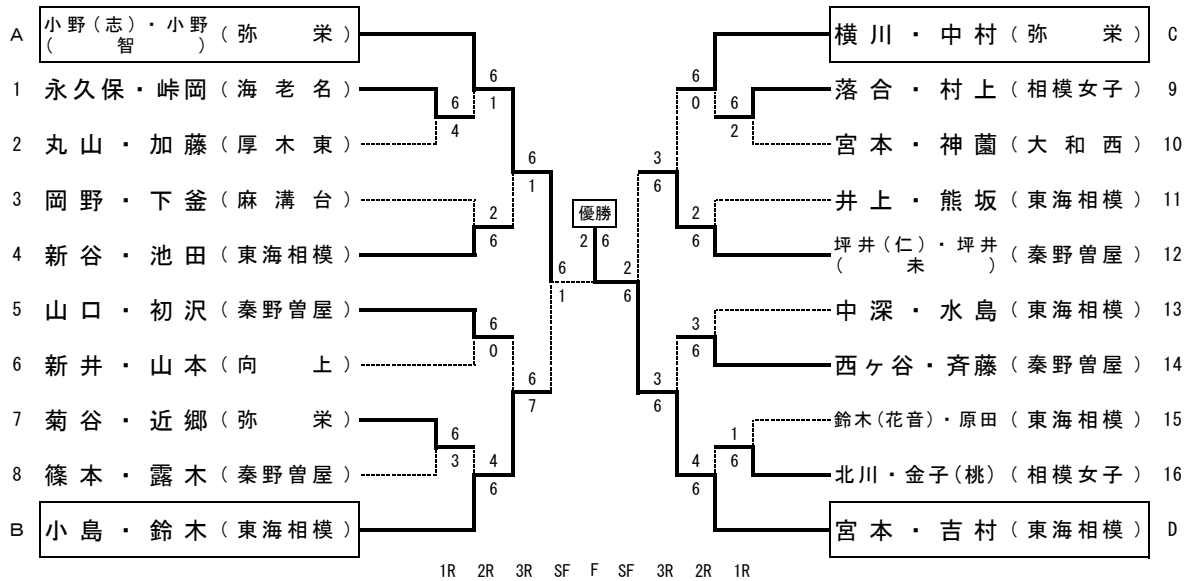 A 小野(志)・小野(智) (弥栄)
1 永久保・峠岡 (海老名)
2 丸山・加藤 (厚木東)
3 岡野・下釜 (麻溝台)
4 新谷・池田 (東海相模)
5 山口・初沢 (秦野曽屋)
6 新井・山本 (向上)
7 菊谷・近郷 (弥栄)
8 篠本・露木 (秦野曽屋)
B 小島・鈴木 (東海相模)
6
4
6
3
6
1
2
6
6
0
4
6
6
1
6
7
6
1
優勝
2 6
2
6
3
6
3
6
6
0
2
6
3
6
4
6
6
2
1
6
横川・中村 (弥栄) C
落合・村上 (相模女子) 9
宮本・神薗 (大和西) 10
井上・熊坂 (東海相模) 11
坪井(仁)・坪井(未) (秦野曽屋) 12
中深・水島 (東海相模) 13
西ヶ谷・斉藤 (秦野曽屋) 14
鈴木(花音)・原田 (東海相模) 15
北川・金子(桃) (相模女子) 16
宮本・吉村 (東海相模) D
1R 2R 3R SF F SF 3R 2R 1R